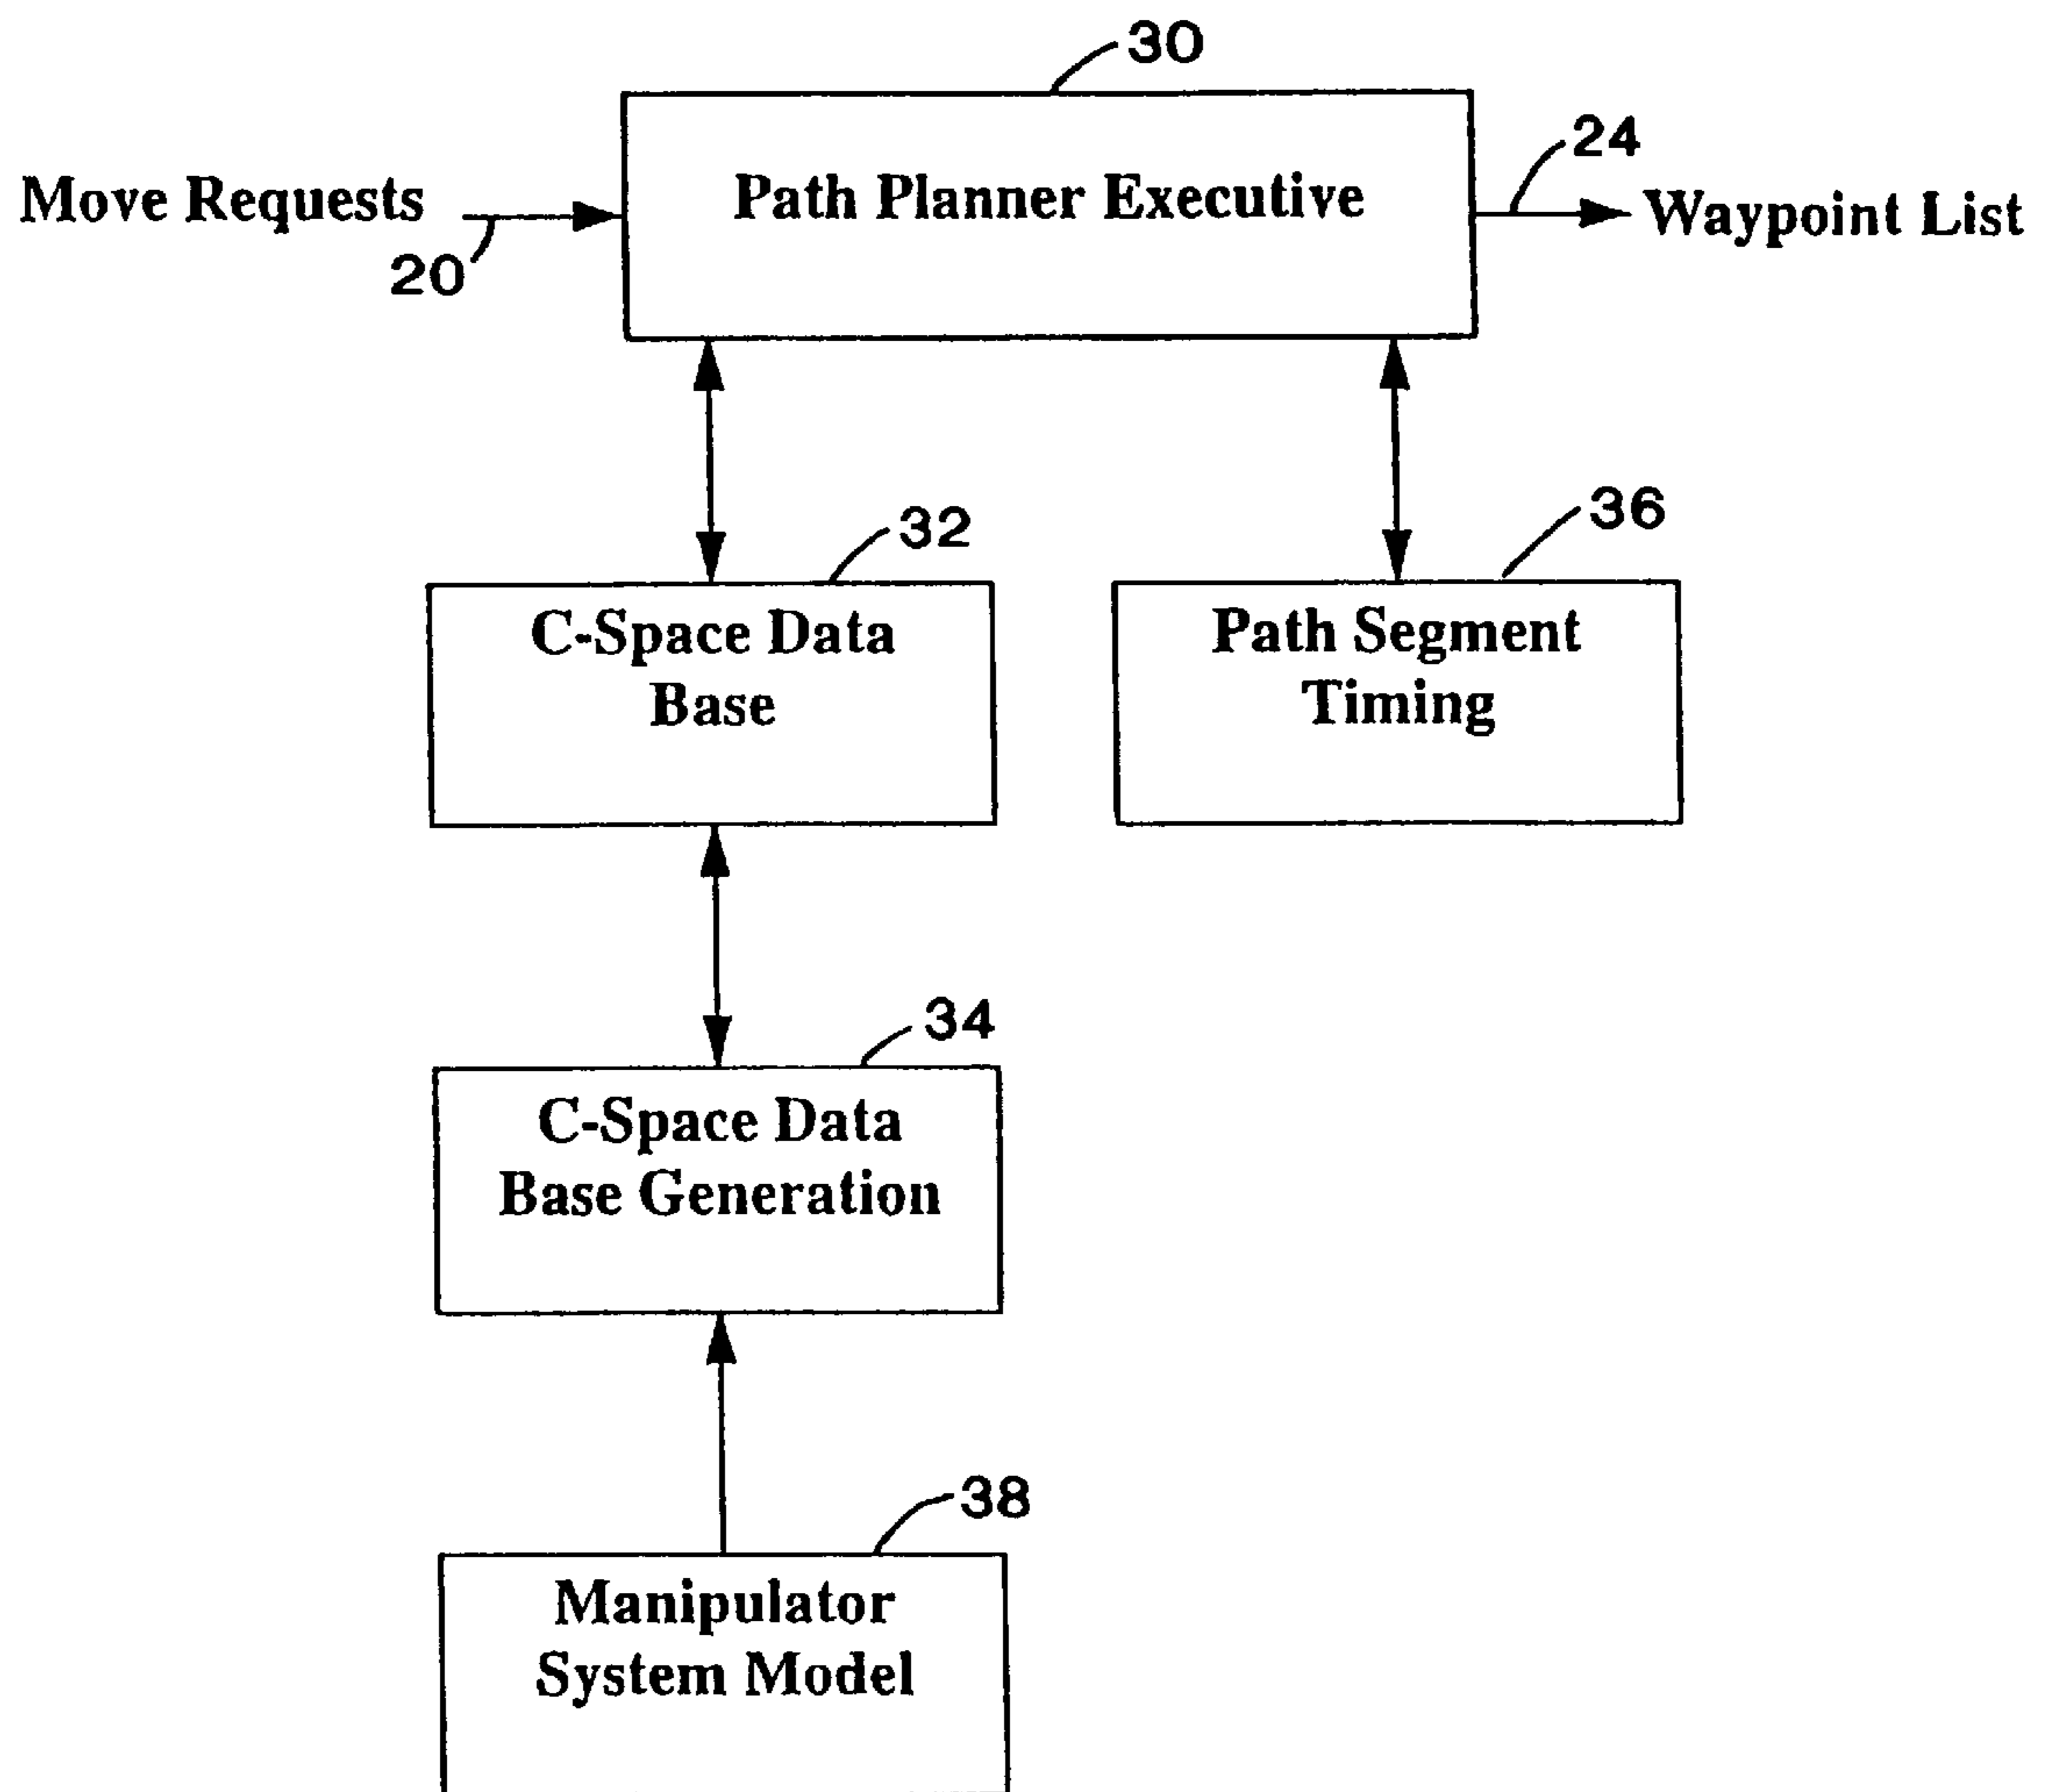 30
24
Move Requests
Path Planner Executive
Waypoint List
20
32
36
C-Space Data
Base
Path Segment
Timing
34
C-Space Data
Base Generation
38
Manipulator
System Model